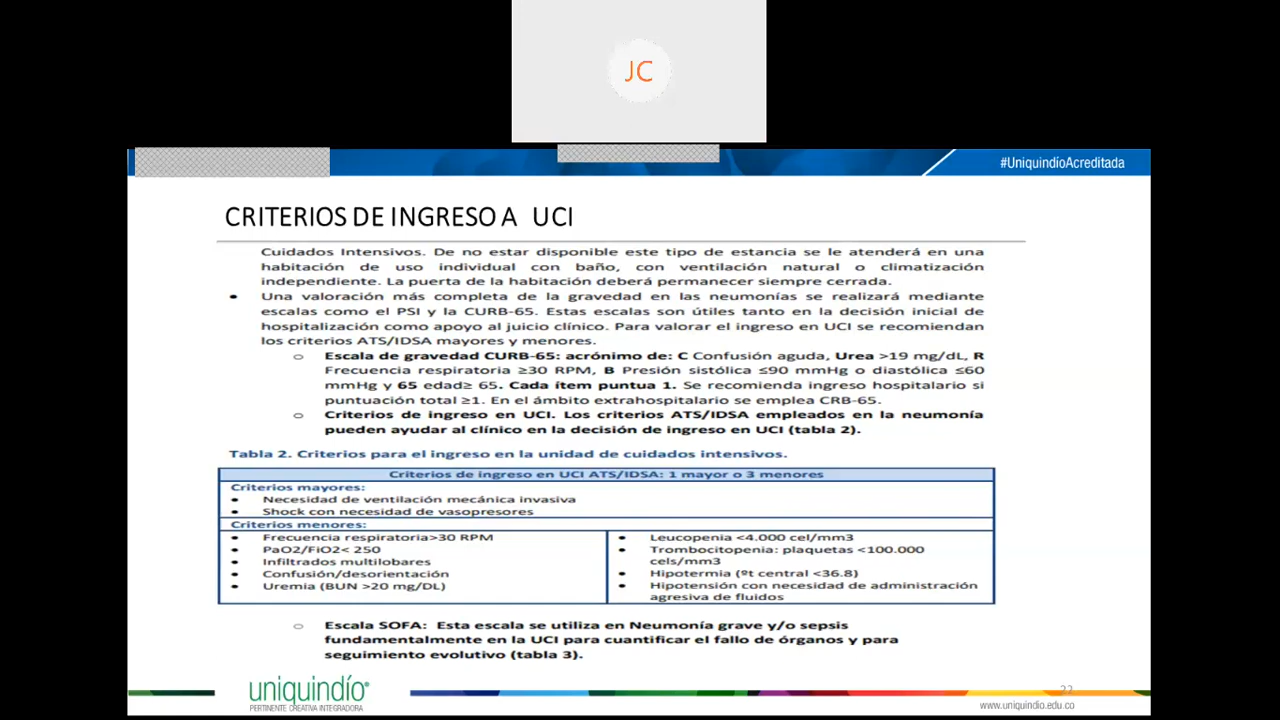 JC
#UniquindíoAcreditada
CRITERIOS DE INGRESO A UCI
Cuidados Intensivos. De no estar disponible este tipo de estancia se le atenderá en una
habitación de uso individual con baño, con ventilación natural o climatización
independiente. La puerta de la habitación deberá permanecer siempre cerrada.
• Una valoración más completa de la gravedad en las neumonías se realizará mediante
escalas como el PSI y la CURB-65. Estas escalas son útiles tanto en la decisión inicial de
hospitalización como apoyo al juicio clínico. Para valorar el ingreso en UCI se recomiendan
los criterios ATS/IDSA mayores y menores.
o Escala de gravedad CURB-65: acrónimo de: C Confusión aguda, Urea >19 mg/dL, R
Frecuencia respiratoria ≥30 RPM, B Presión sistólica ≤90 mmHg o diastólica ≤60
mmHg y 65 edad≥ 65. Cada ítem puntua 1. Se recomienda ingreso hospitalario si
puntuación total ≥1. En el ámbito extrahospitalario se emplea CRB-65.
o Criterios de ingreso en UCI. Los criterios ATS/IDSA empleados en la neumonía
pueden ayudar al clínico en la decisión de ingreso en UCI (tabla 2).
Tabla 2. Criterios para el ingreso en la unidad de cuidados intensivos.
Criterios de ingreso en UCI ATS/IDSA: 1 mayor o 3 menores
Criterios mayores:
• Necesidad de ventilación mecánica invasiva
• Shock con necesidad de vasopresores
Criterios menores:
• Frecuencia respiratoria>30 RPM
• PaO2/FiO2< 250
• Infiltrados multilobares
• Confusión/desorientación
• Uremia (BUN >20 mg/DL)
• Leucopenia <4.000 cel/mm3
• Trombocitopenia: plaquetas <100.000
cels/mm3
• Hipotermia (ºt central <36.8)
• Hipotensión con necesidad de administración
agresiva de fluidos
o Escala SOFA: Esta escala se utiliza en Neumonía grave y/o sepsis
fundamentalmente en la UCI para cuantificar el fallo de órganos y para
seguimiento evolutivo (tabla 3).
22
uniquindío
PERTINENTE CREATIVA INTEGRADORA
www.uniquindio.edu.co